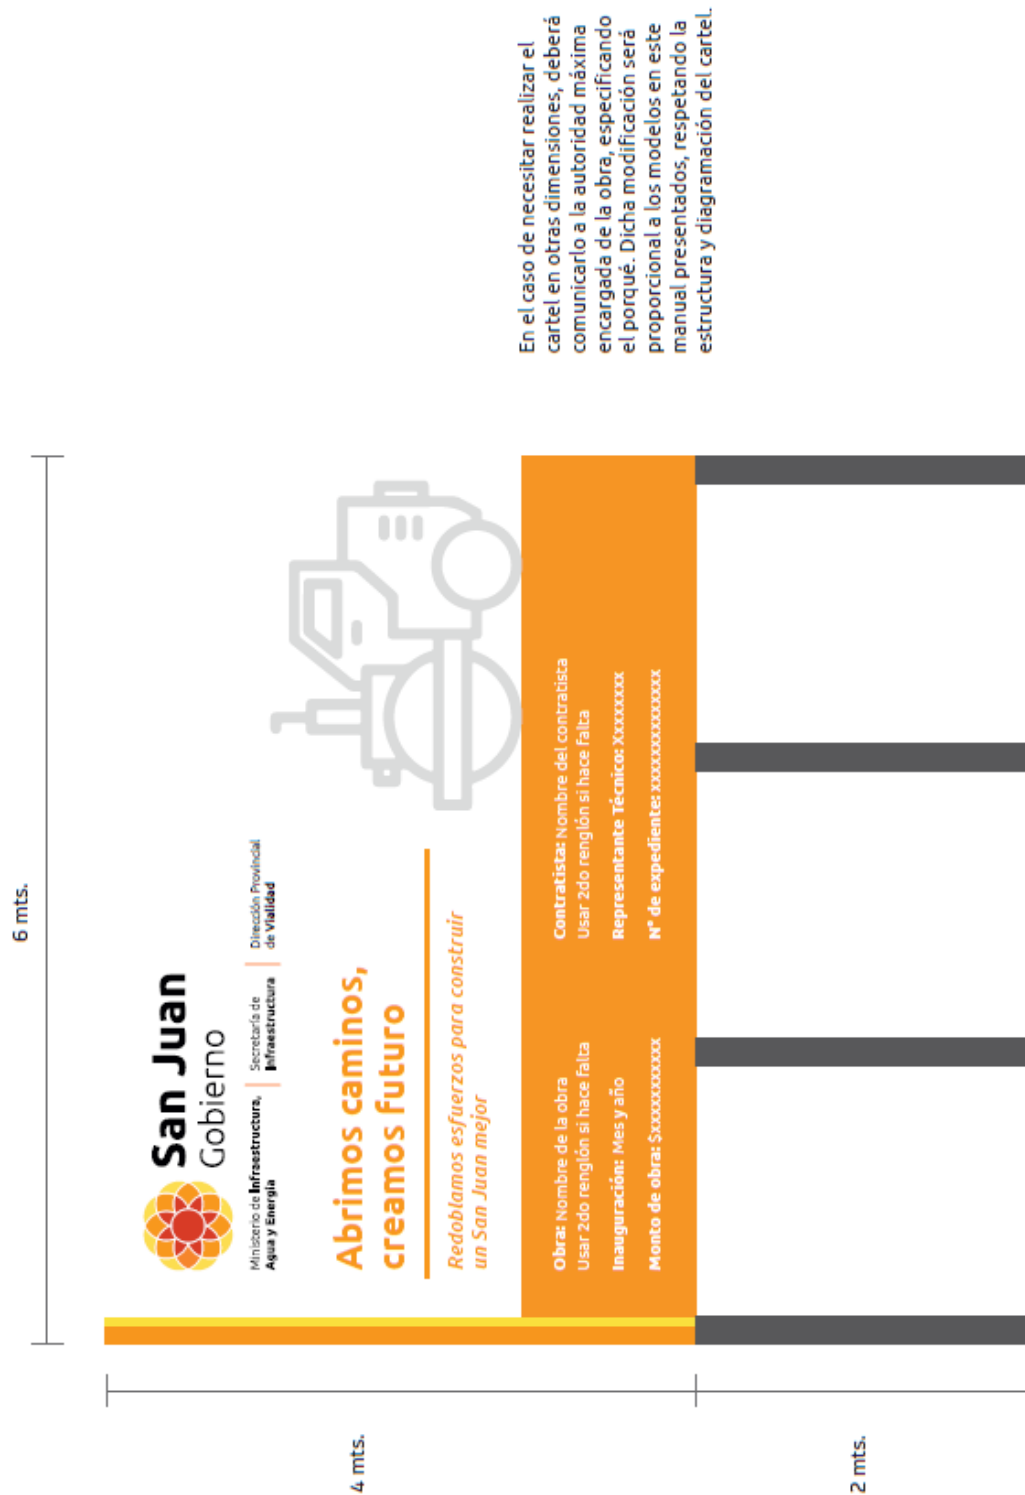 6 mts.
San Juan
Gobierno
Ministerio de Infraestructura,
Agua y Energía
Secretaría de
Infraestructura
Dirección Provincial
de Vialidad
Abrimos caminos,
creamos futuro
Redoblamos esfuerzos para construir
un San Juan mejor
Obra: Nombre de la obra
Usar 2do renglón si hace falta
Inauguración: Mes y año
Monto de obra: $xxxxxxxxxxxx
Contratista: Nombre del contratista
Usar 2do renglón si hace falta
Representante Técnico: Xxxxxxxxx
N° de expediente: xxxxxxxxxxxxxxxx
4 mts.
2 mts.
En el caso de necesitar realizar el
cartel en otras dimensiones, deberá
comunicarlo a la autoridad máxima
encargada de la obra, especificando
el porqué. Dicha modificación será
proporcional a los modelos en este
manual presentados, respetando la
estructura y diagramación del cartel.